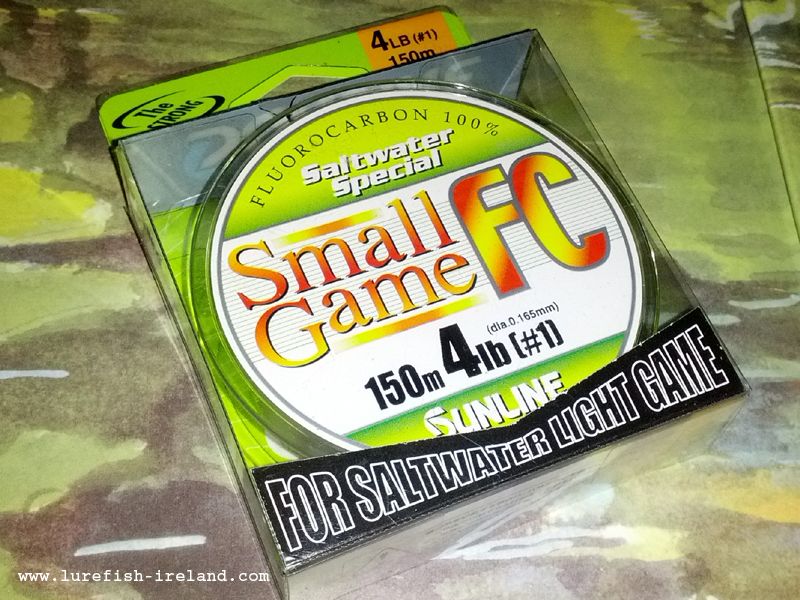 4LB (#1)
150m
The
STRONG
FLUOROCARBON 100%
Saltwater
Special
Small
Game
FC
(dia.0.165mm)
150m 4lb (#1)
SUNLINE
FOR SALTWATER LIGHT GAME
www.lurefish-ireland.com